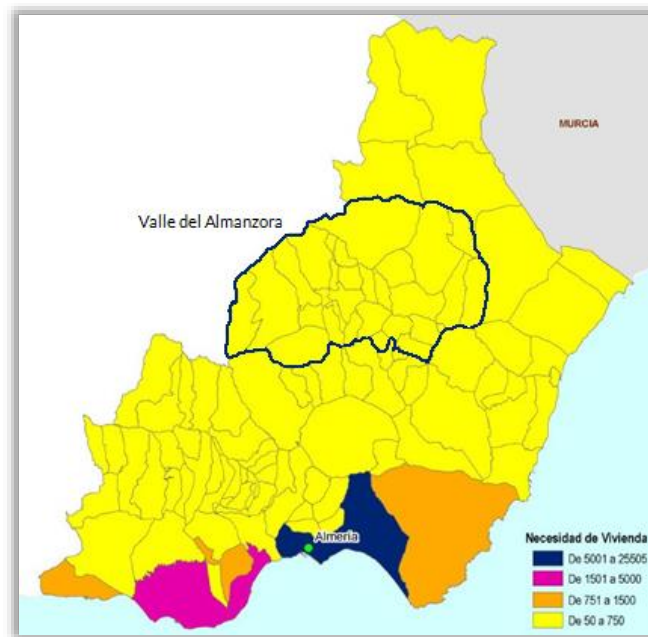 MURCIA
Valle del Almanzora
Almería
Necesidad de Vivienda
De 5001 a 25505
De 1501 a 5000
De 751 a 1500
De 50 a 750